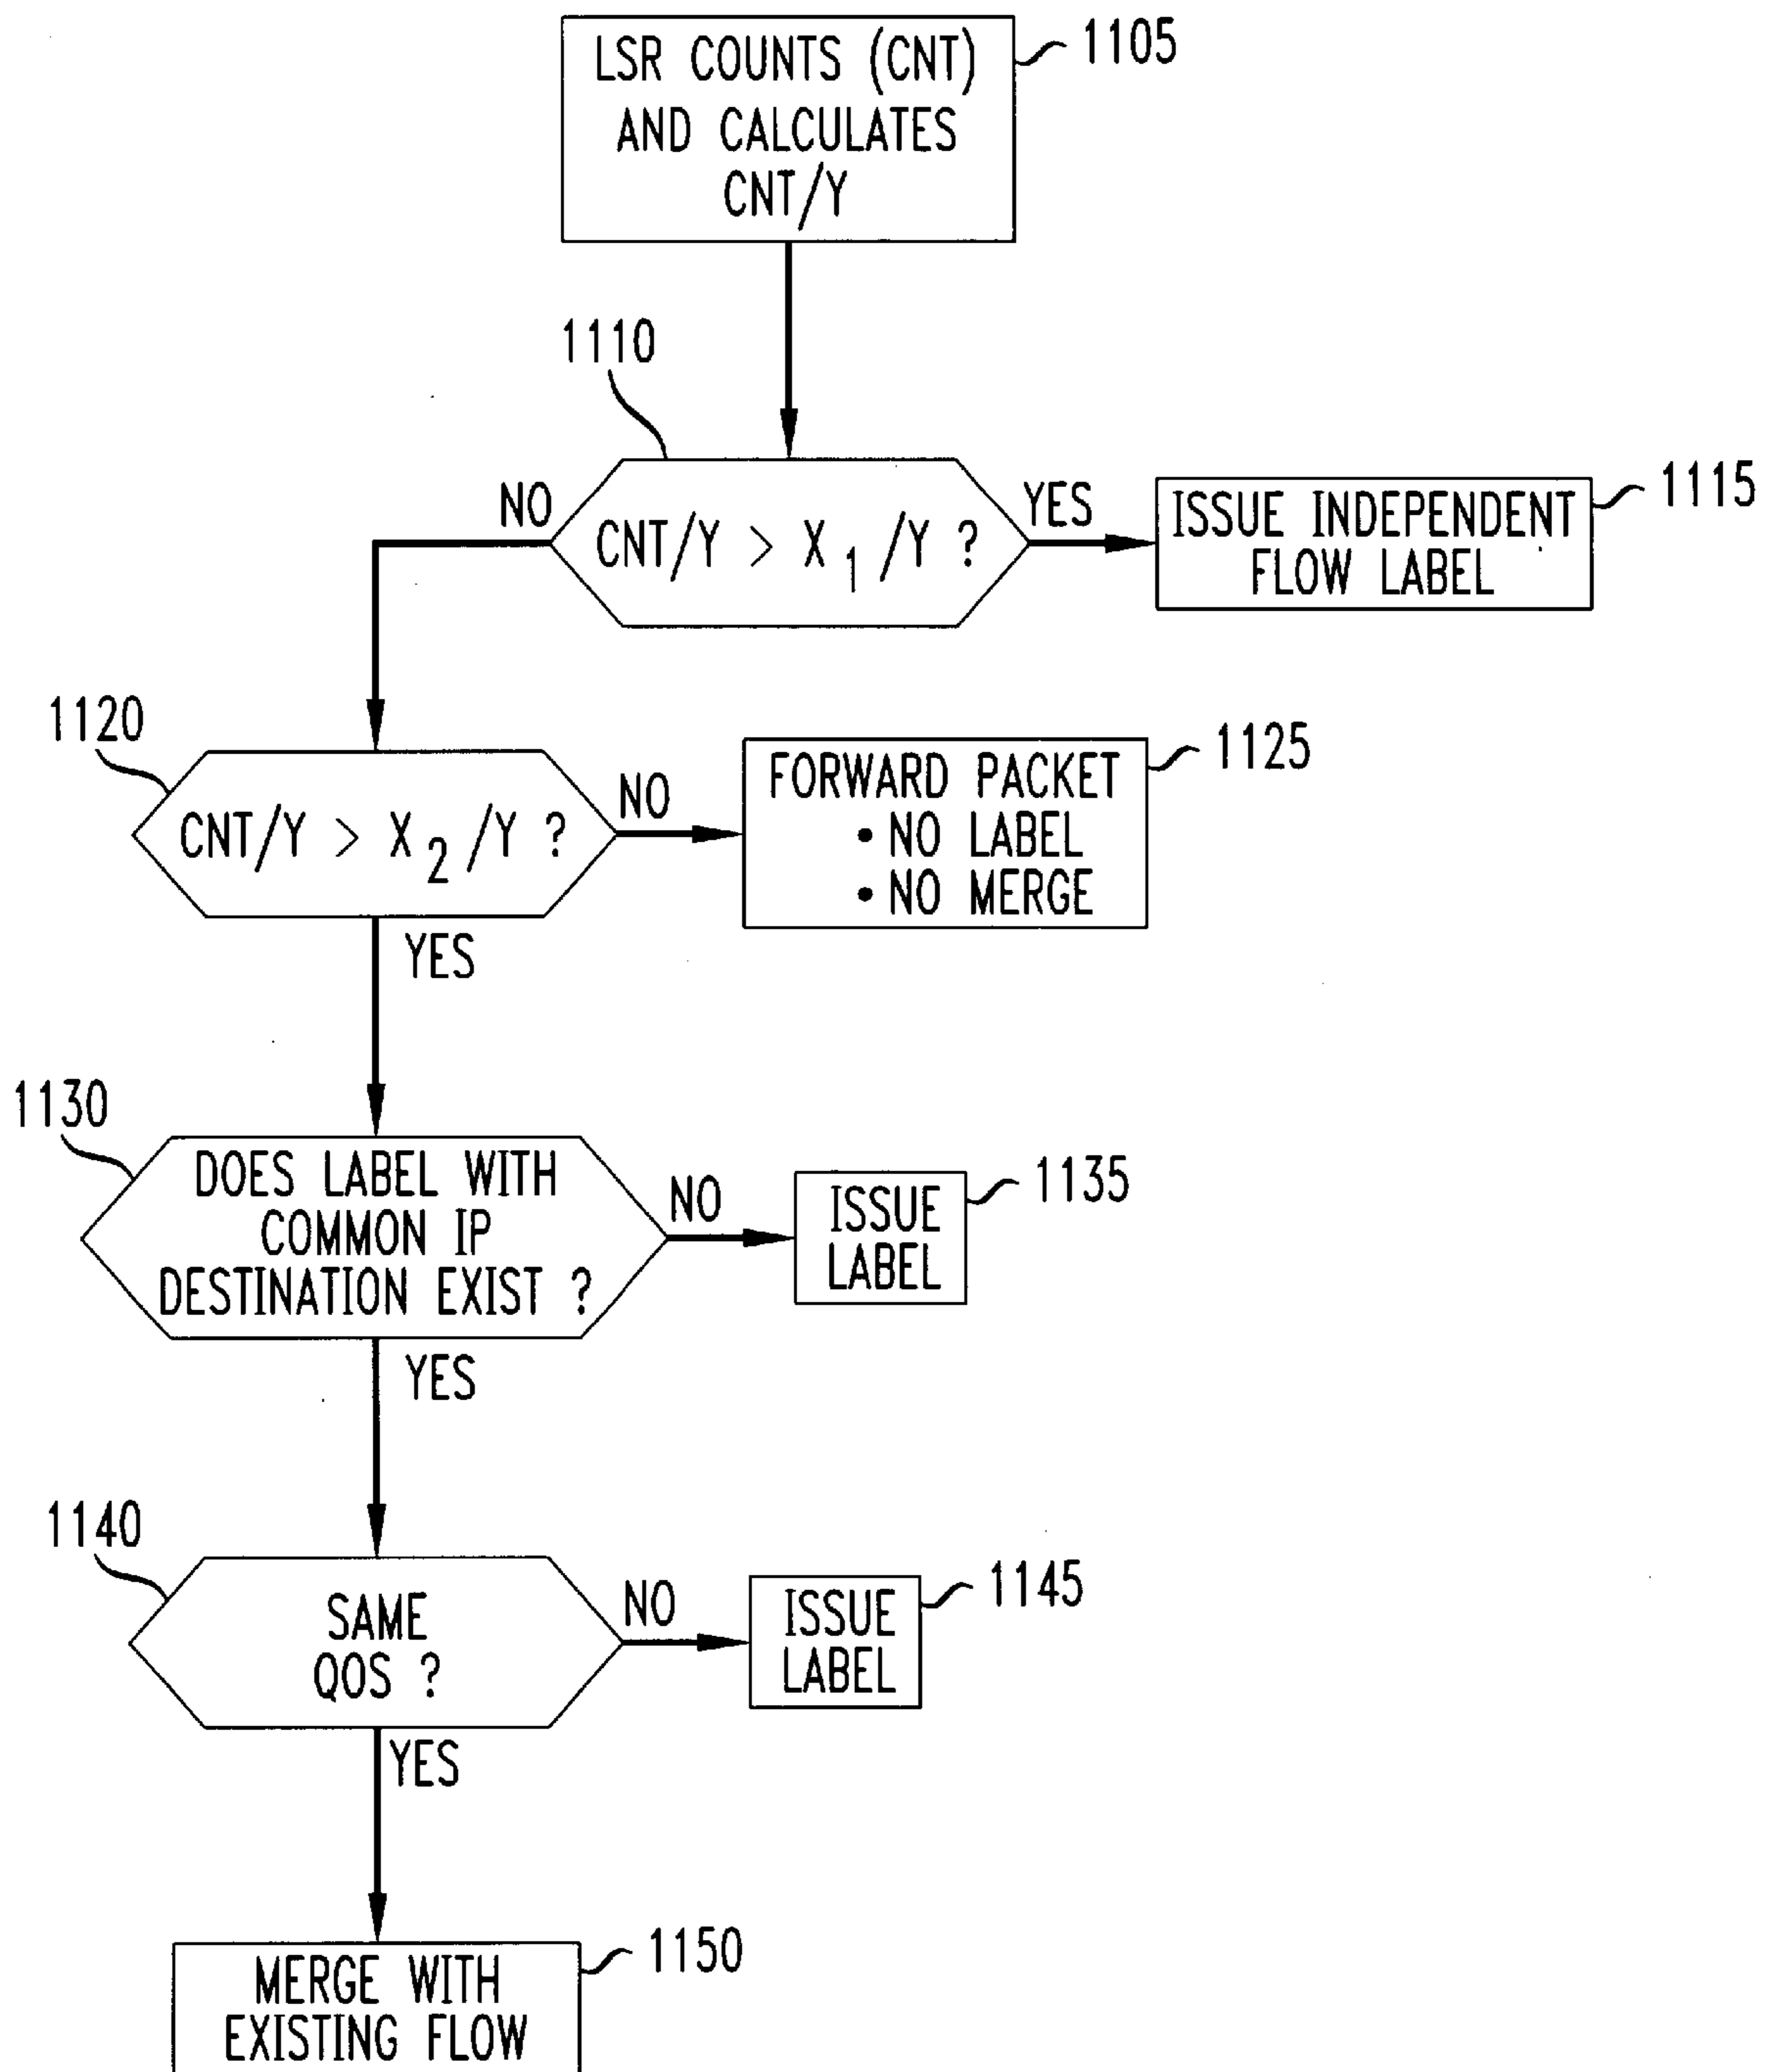 LSR COUNTS (CNT)
AND CALCULATES
CNT/Y
1105
1110
NO
CNT/Y > X1/Y ?
YES
ISSUE INDEPENDENT
FLOW LABEL
1115
1120
CNT/Y > X2/Y ?
NO
FORWARD PACKET
• NO LABEL
• NO MERGE
1125
YES
1130
DOES LABEL WITH
COMMON IP
DESTINATION EXIST ?
NO
ISSUE
LABEL
1135
YES
1140
SAME
QOS ?
NO
ISSUE
LABEL
1145
YES
MERGE WITH
EXISTING FLOW
1150